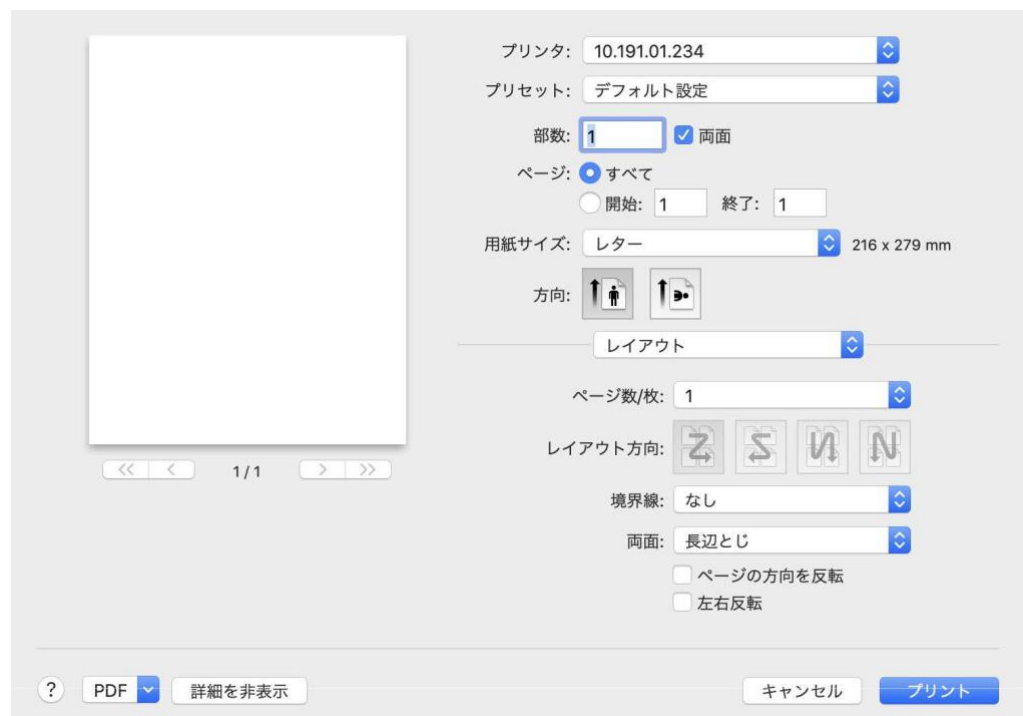 プリンタ: 10.191.01.234
プリセット: デフォルト設定
部数: 1 両面
ページ: すべて
開始: 1 終了: 1
用紙サイズ: レター 216 x 279 mm
方向:
レイアウト
ページ数/枚: 1
レイアウト方向:
境界線: なし
両面: 長辺とじ
ページの方向を反転
左右反転
<< < 1 / 1 > >>
? PDF 詳細を非表示 キャンセル プリント